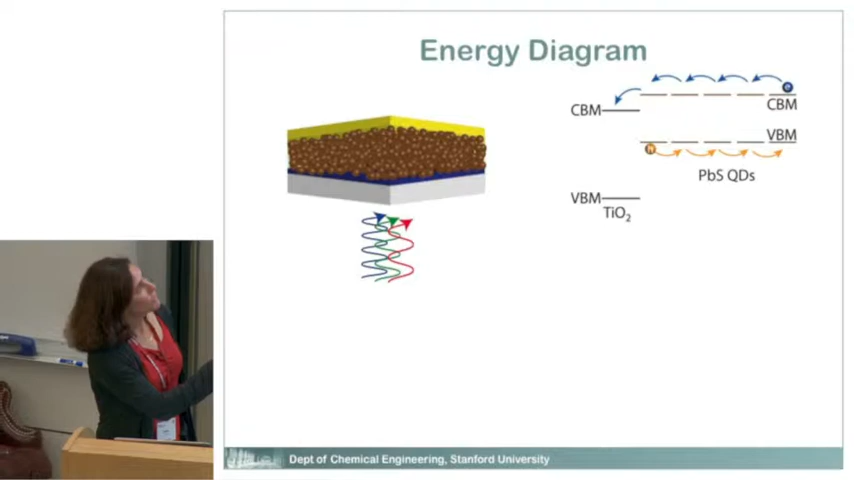 Energy Diagram
e
CBM
CBM
VBM
h
PbS QDs
VBM
TiO₂
Dept of Chemical Engineering, Stanford University